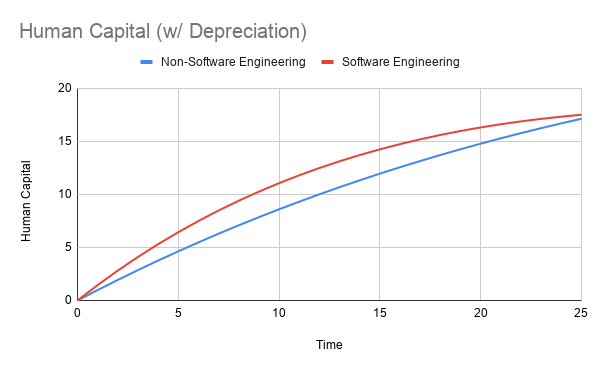 Human Capital (w/ Depreciation)
Non-Software Engineering Software Engineering
20
15
10
5
0
Human Capital
0 5 10 15 20 25
Time